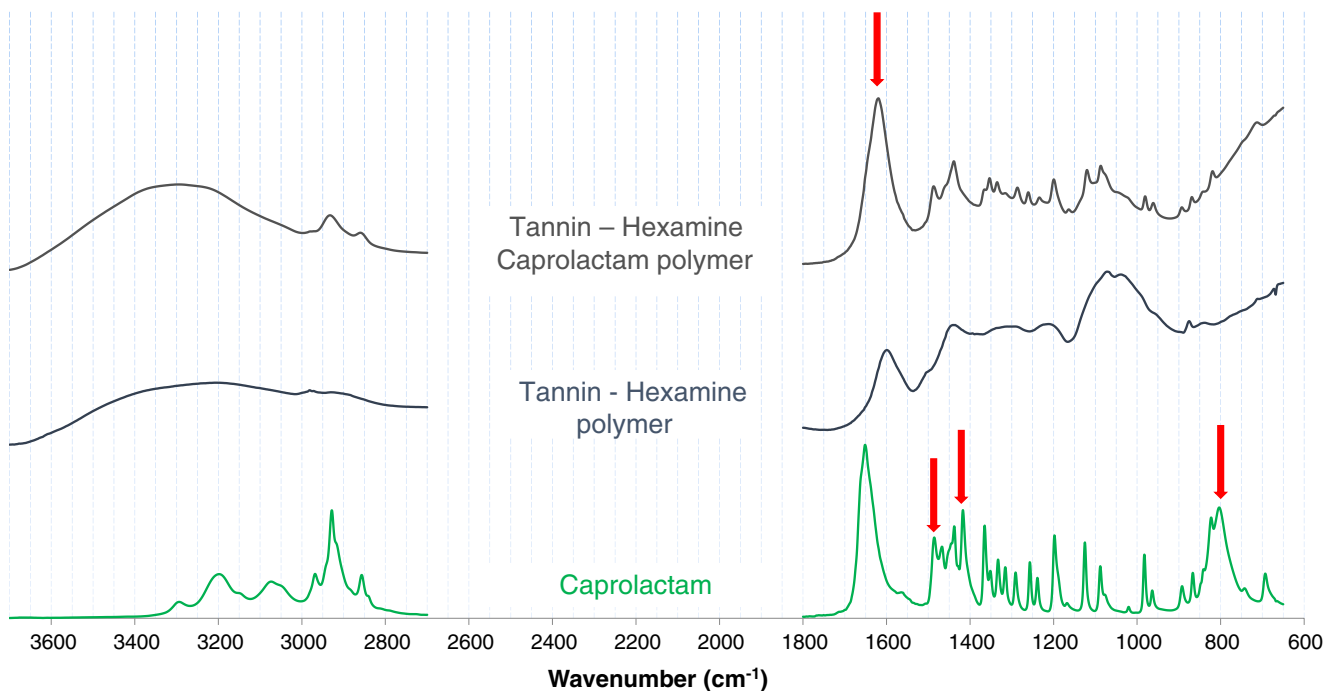 Tannin – Hexamine
Caprolactam polymer
Tannin - Hexamine
polymer
Caprolactam
3600 3400 3200 3000 2800 2600 2400 2200 2000 1800 1600 1400 1200 1000 800 600
Wavenumber (cm⁻¹)